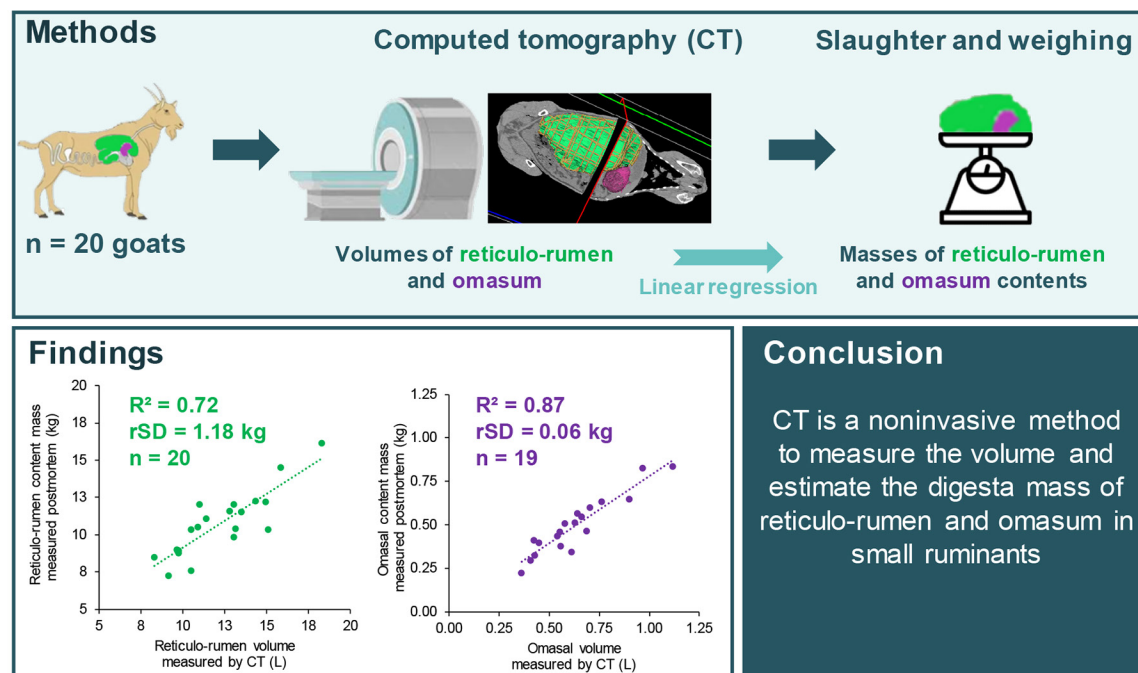 Methods
Computed tomography (CT)
Slaughter and weighing
n = 20 goats
Volumes of reticulo-rumen
and omasum
Linear regression
Masses of reticulo-rumen
and omasum contents
Findings
Reticulo-rumen content mass
measured postmortem (kg)
20
18
15
13
10
8
5
R² = 0.72
rSD = 1.18 kg
n = 20
5
8
10
13
15
18
20
Reticulo-rumen volume
measured by CT (L)
Omasal content mass
measured postmortem (kg)
1.25
1.00
0.75
0.50
0.25
0.00
R² = 0.87
rSD = 0.06 kg
n = 19
0.00
0.25
0.50
0.75
1.00
1.25
Omasal volume
measured by CT (L)
Conclusion
CT is a noninvasive method
to measure the volume and
estimate the digesta mass of
reticulo-rumen and omasum in
small ruminants